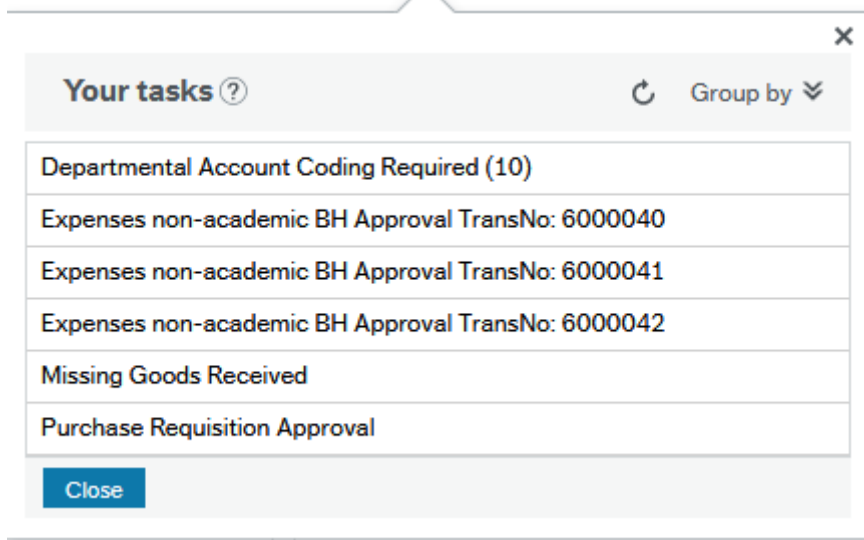 Your tasks ?
Group by
Departmental Account Coding Required (10)
Expenses non-academic BH Approval TransNo: 6000040
Expenses non-academic BH Approval TransNo: 6000041
Expenses non-academic BH Approval TransNo: 6000042
Missing Goods Received
Purchase Requisition Approval
Close